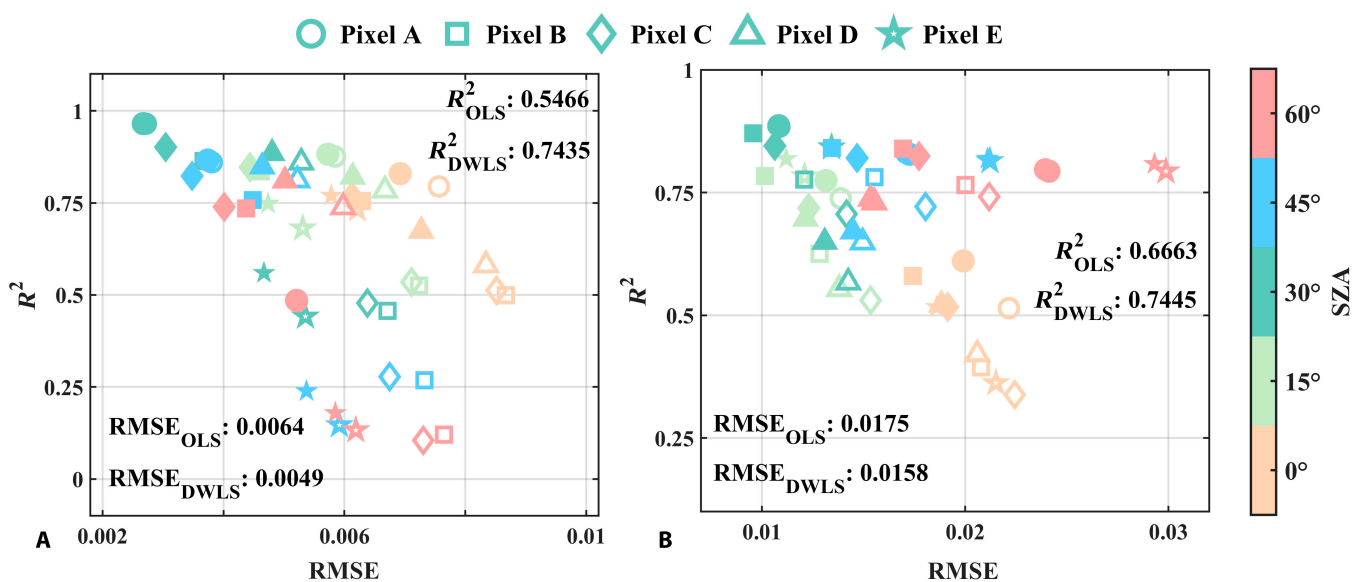 Pixel A Pixel B Pixel C Pixel D Pixel E
1
0.75
0.5
0.25
0
R²
R²OLS: 0.5466
R²DWLS: 0.7435
RMSEOLS: 0.0064
RMSEDWLS: 0.0049
0.002 0.006 0.01
A
RMSE
1
0.75
0.5
0.25
R²
R²OLS: 0.6663
R²DWLS: 0.7445
RMSEOLS: 0.0175
RMSEDWLS: 0.0158
0.01 0.02 0.03
B
RMSE
60°
45°
30°
15°
0°
SZA